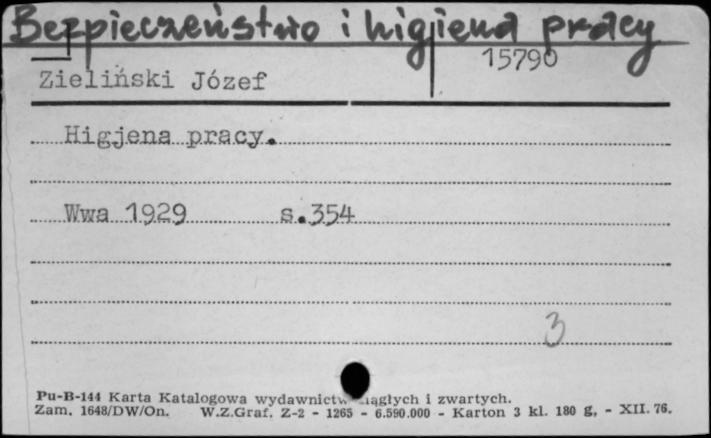 Bezpieczeństwo i higiena pracy
15790
Zieliński Józef
Higjena pracy.
Wwa 1929 s.354
3
Pu-B-144 Karta Katalogowa wydawnictw ciągłych i zwartych.
Zam. 1648/DW/On. W.Z.Graf. Z-2 - 1265 - 6.590.000 - Karton 3 kl. 180 g. - XII. 76.